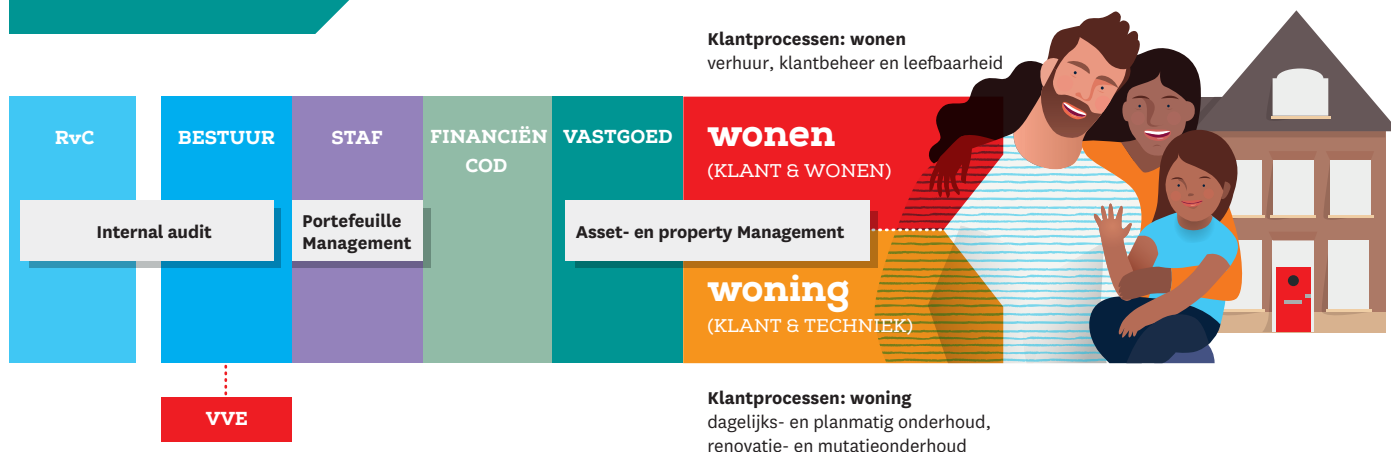 Klantprocessen: wonen
verhuur, klantbeheer en leefbaarheid
RvC
BESTUUR
STAF
FINANCIËN
COD
VASTGOED
wonen
(KLANT & WONEN)
Internal audit
Portefeuille
Management
Asset- en property Management
woning
(KLANT & TECHNIEK)
VVE
Klantprocessen: woning
dagelijks- en planmatig onderhoud,
renovatie- en mutatieonderhoud